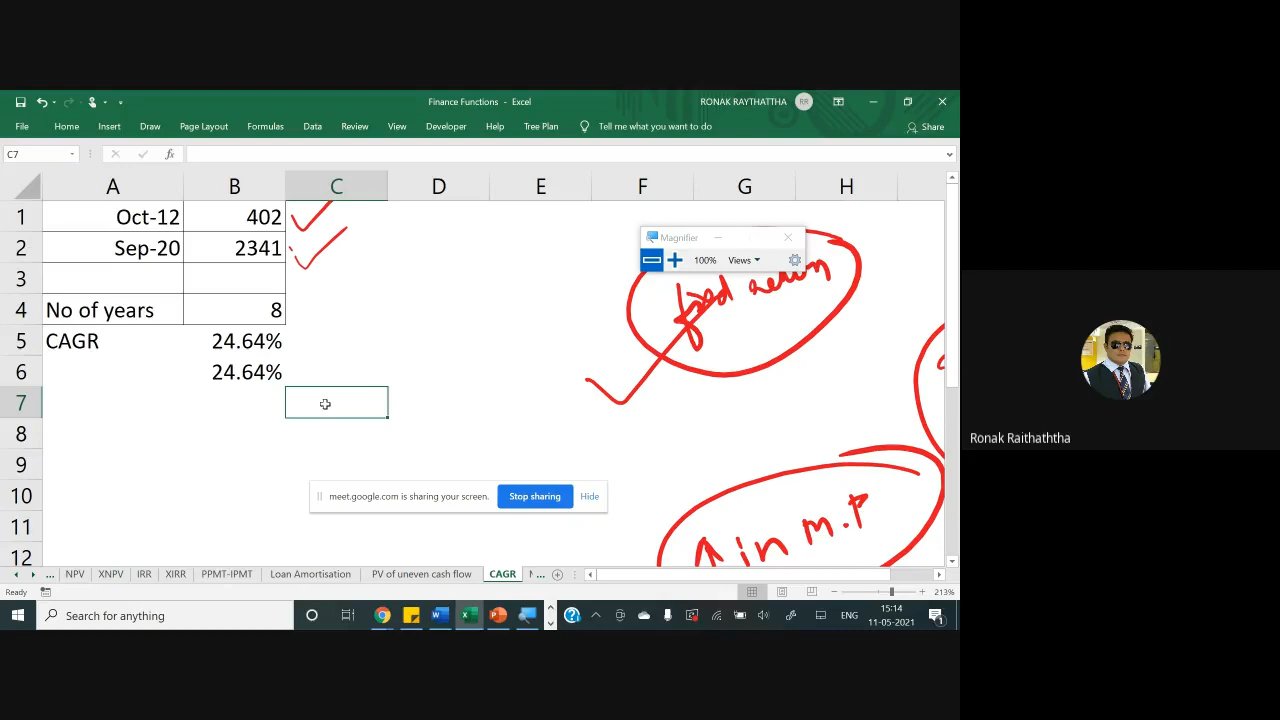 Finance Functions - Excel
RONAK RAYTHATTHA RR
File Home Insert Draw Page Layout Formulas Data Review View Developer Help Tree Plan Tell me what you want to do Share
C7 fx
A B C D E F G H
1 Oct-12 402
2 Sep-20 2341
3
4 No of years 8
5 CAGR 24.64%
6 24.64%
7
8
9
10
11
12
Magnifier
100% Views
fixed return
↑ in m.P
meet.google.com is sharing your screen. Stop sharing Hide
Ronak Raithaththa
... NPV XNPV IRR XIRR PPMT-IPMT Loan Amortisation PV of uneven cash flow CAGR ...
Ready 213%
Search for anything
ENG 15:14
11-05-2021